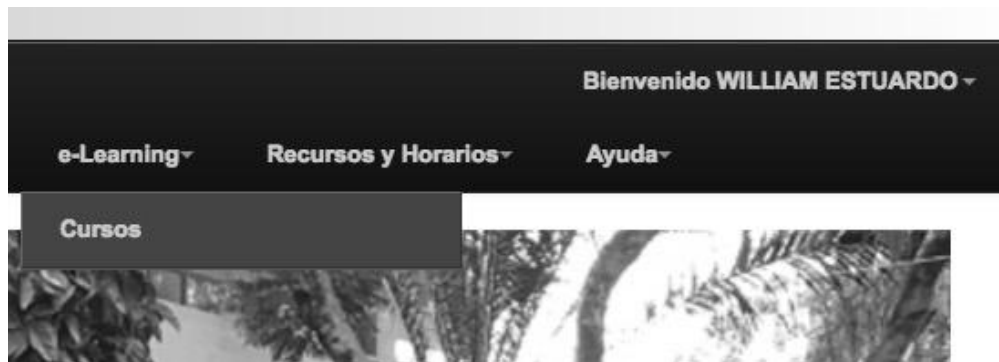 Bienvenido WILLIAM ESTUARDO
e-Learning Recursos y Horarios Ayuda
Cursos